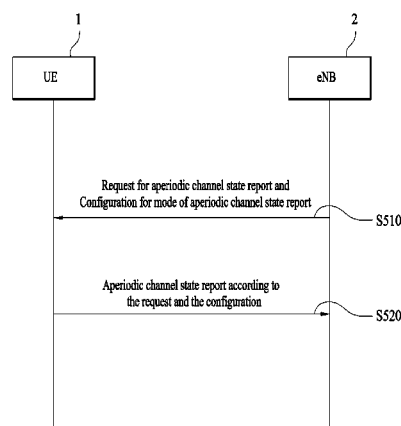 1
2
UE
eNB
Request for aperiodic channel state report and
Configuration for mode of aperiodic channel state report
S510
Aperiodic channel state report according to
the request and the configuration
S520